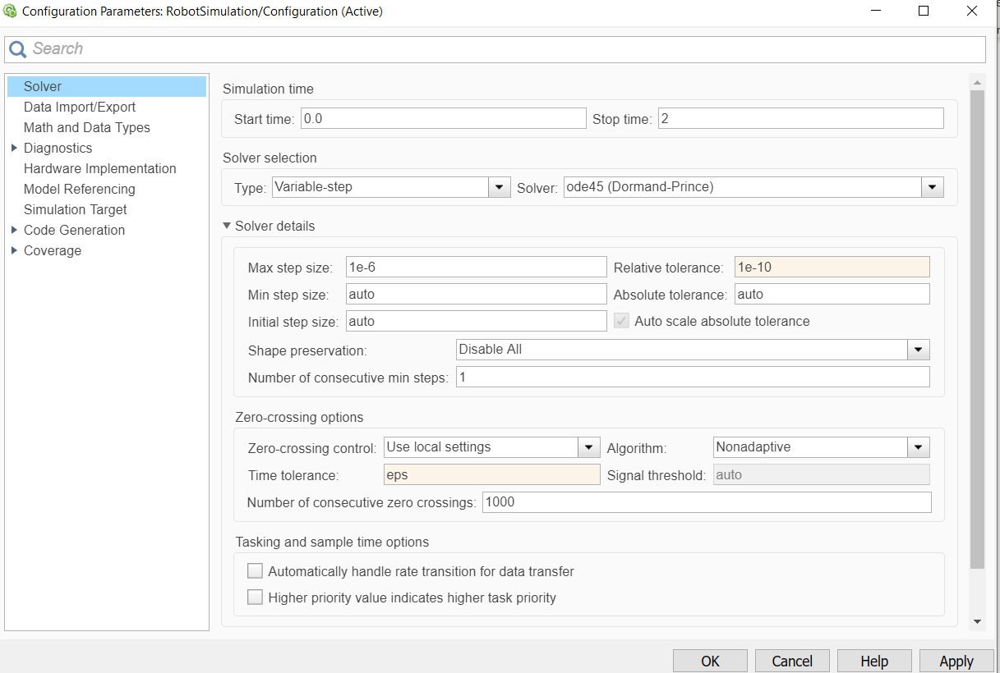 Configuration Parameters: RobotSimulation/Configuration (Active)
Search
Solver
Data Import/Export
Math and Data Types
Diagnostics
Hardware Implementation
Model Referencing
Simulation Target
Code Generation
Coverage
Simulation time
Start time: 0.0 Stop time: 2
Solver selection
Type: Variable-step Solver: ode45 (Dormand-Prince)
Solver details
Max step size: 1e-6 Relative tolerance: 1e-10
Min step size: auto Absolute tolerance: auto
Initial step size: auto Auto scale absolute tolerance
Shape preservation: Disable All
Number of consecutive min steps: 1
Zero-crossing options
Zero-crossing control: Use local settings Algorithm: Nonadaptive
Time tolerance: eps Signal threshold: auto
Number of consecutive zero crossings: 1000
Tasking and sample time options
Automatically handle rate transition for data transfer
Higher priority value indicates higher task priority
OK Cancel Help Apply